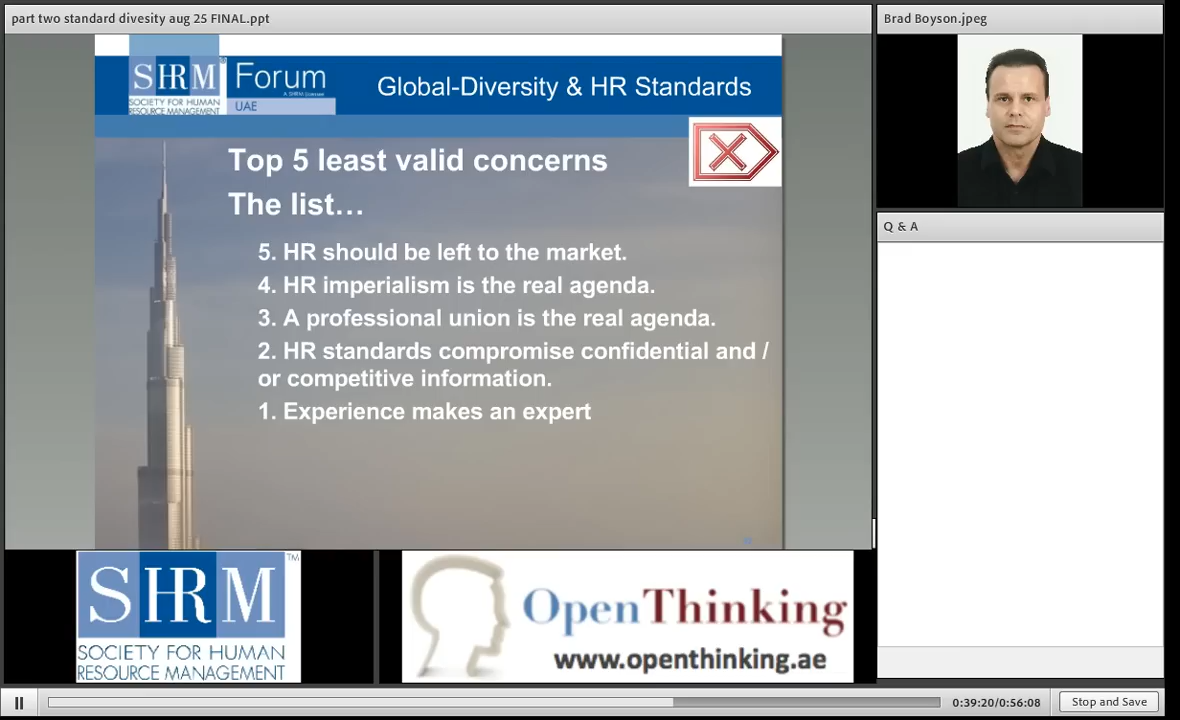 part two standard divesity aug 25 FINAL.ppt
Brad Boyson.jpeg
SHRM
SOCIETY FOR HUMAN
RESOURCE MANAGEMENT
Forum
UAE
Global-Diversity & HR Standards
Top 5 least valid concerns
The list…
5. HR should be left to the market.
4. HR imperialism is the real agenda.
3. A professional union is the real agenda.
2. HR standards compromise confidential and /
or competitive information.
1. Experience makes an expert
Q & A
SHRM™
SOCIETY FOR HUMAN
RESOURCE MANAGEMENT
OpenThinking
www.openthinking.ae
0:39:20/0:56:08
Stop and Save